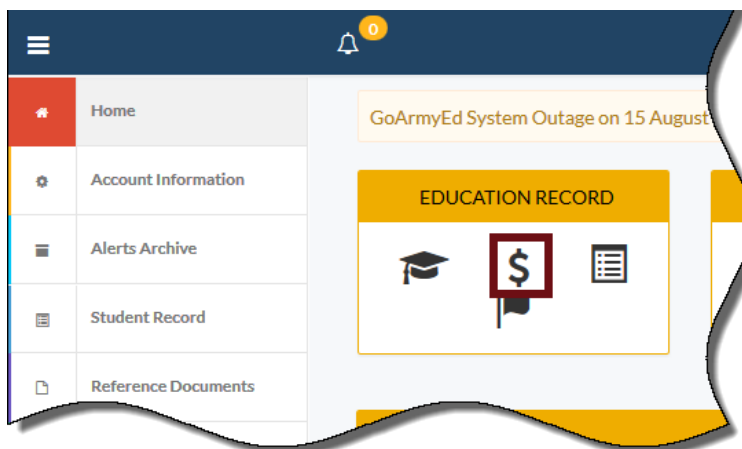 0
Home
GoArmyEd System Outage on 15 August
Account Information
EDUCATION RECORD
Alerts Archive
$
Student Record
Reference Documents